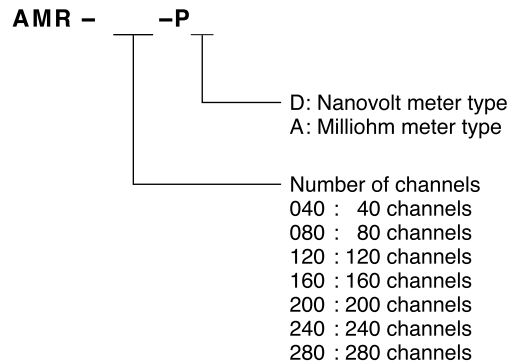 AMR – –P
D: Nanovolt meter type
A: Milliohm meter type
Number of channels
040 : 40 channels
080 : 80 channels
120 : 120 channels
160 : 160 channels
200 : 200 channels
240 : 240 channels
280 : 280 channels